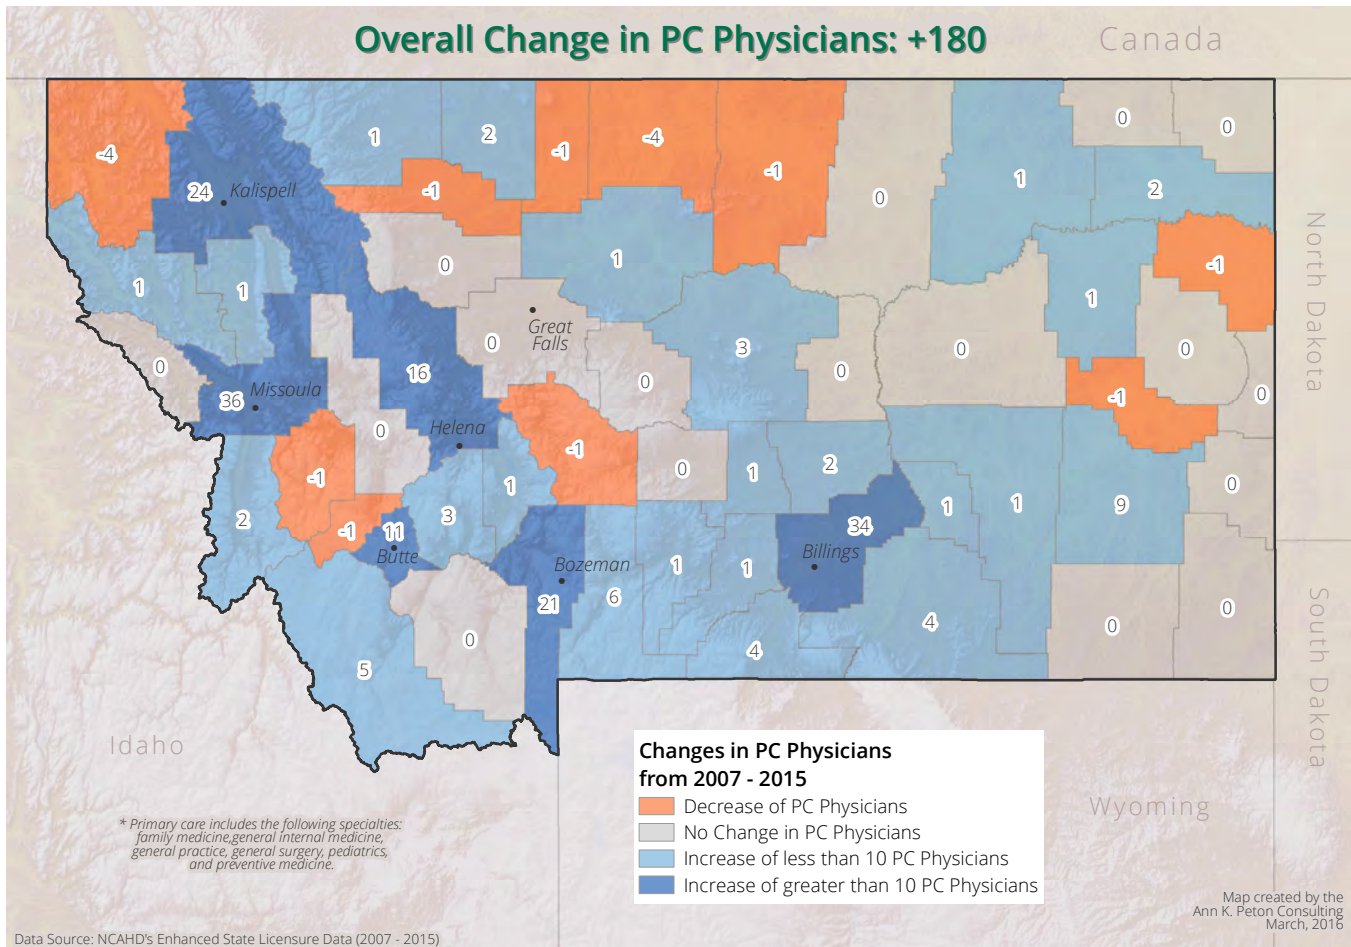 Overall Change in PC Physicians: +180
Canada
0
0
1
2
-1
-4
-4
-1
1
2
24
Kalispell
-1
0
0
1
-1
1
1
1
0
Great
Falls
0
3
0
0
0
0
0
16
0
36
Missoula
-1
0
Helena
-1
0
1
2
-1
1
0
2
-1
11
Butte
3
34
Billings
1
1
9
Bozeman
21
6
1
1
4
4
0
0
5
0
North Dakota
South Dakota
Idaho
Wyoming
Changes in PC Physicians
from 2007 - 2015
Decrease of PC Physicians
No Change in PC Physicians
Increase of less than 10 PC Physicians
Increase of greater than 10 PC Physicians
* Primary care includes the following specialties:
family medicine,general internal medicine,
general practice, general surgery, pediatrics,
and preventive medicine.
Map created by the
Ann K. Peton Consulting
March, 2016
Data Source: NCAHD's Enhanced State Licensure Data (2007 - 2015)